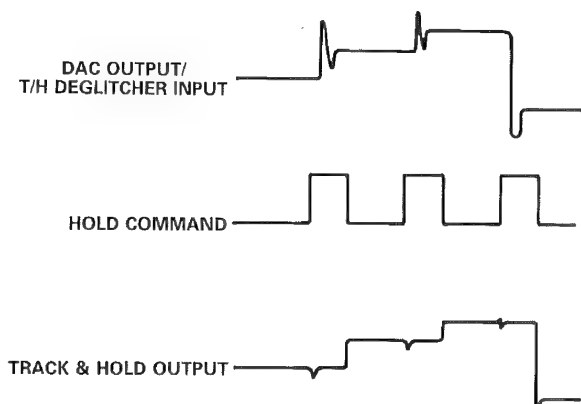 DAC OUTPUT/
T/H DEGLITCHER INPUT
HOLD COMMAND
TRACK & HOLD OUTPUT